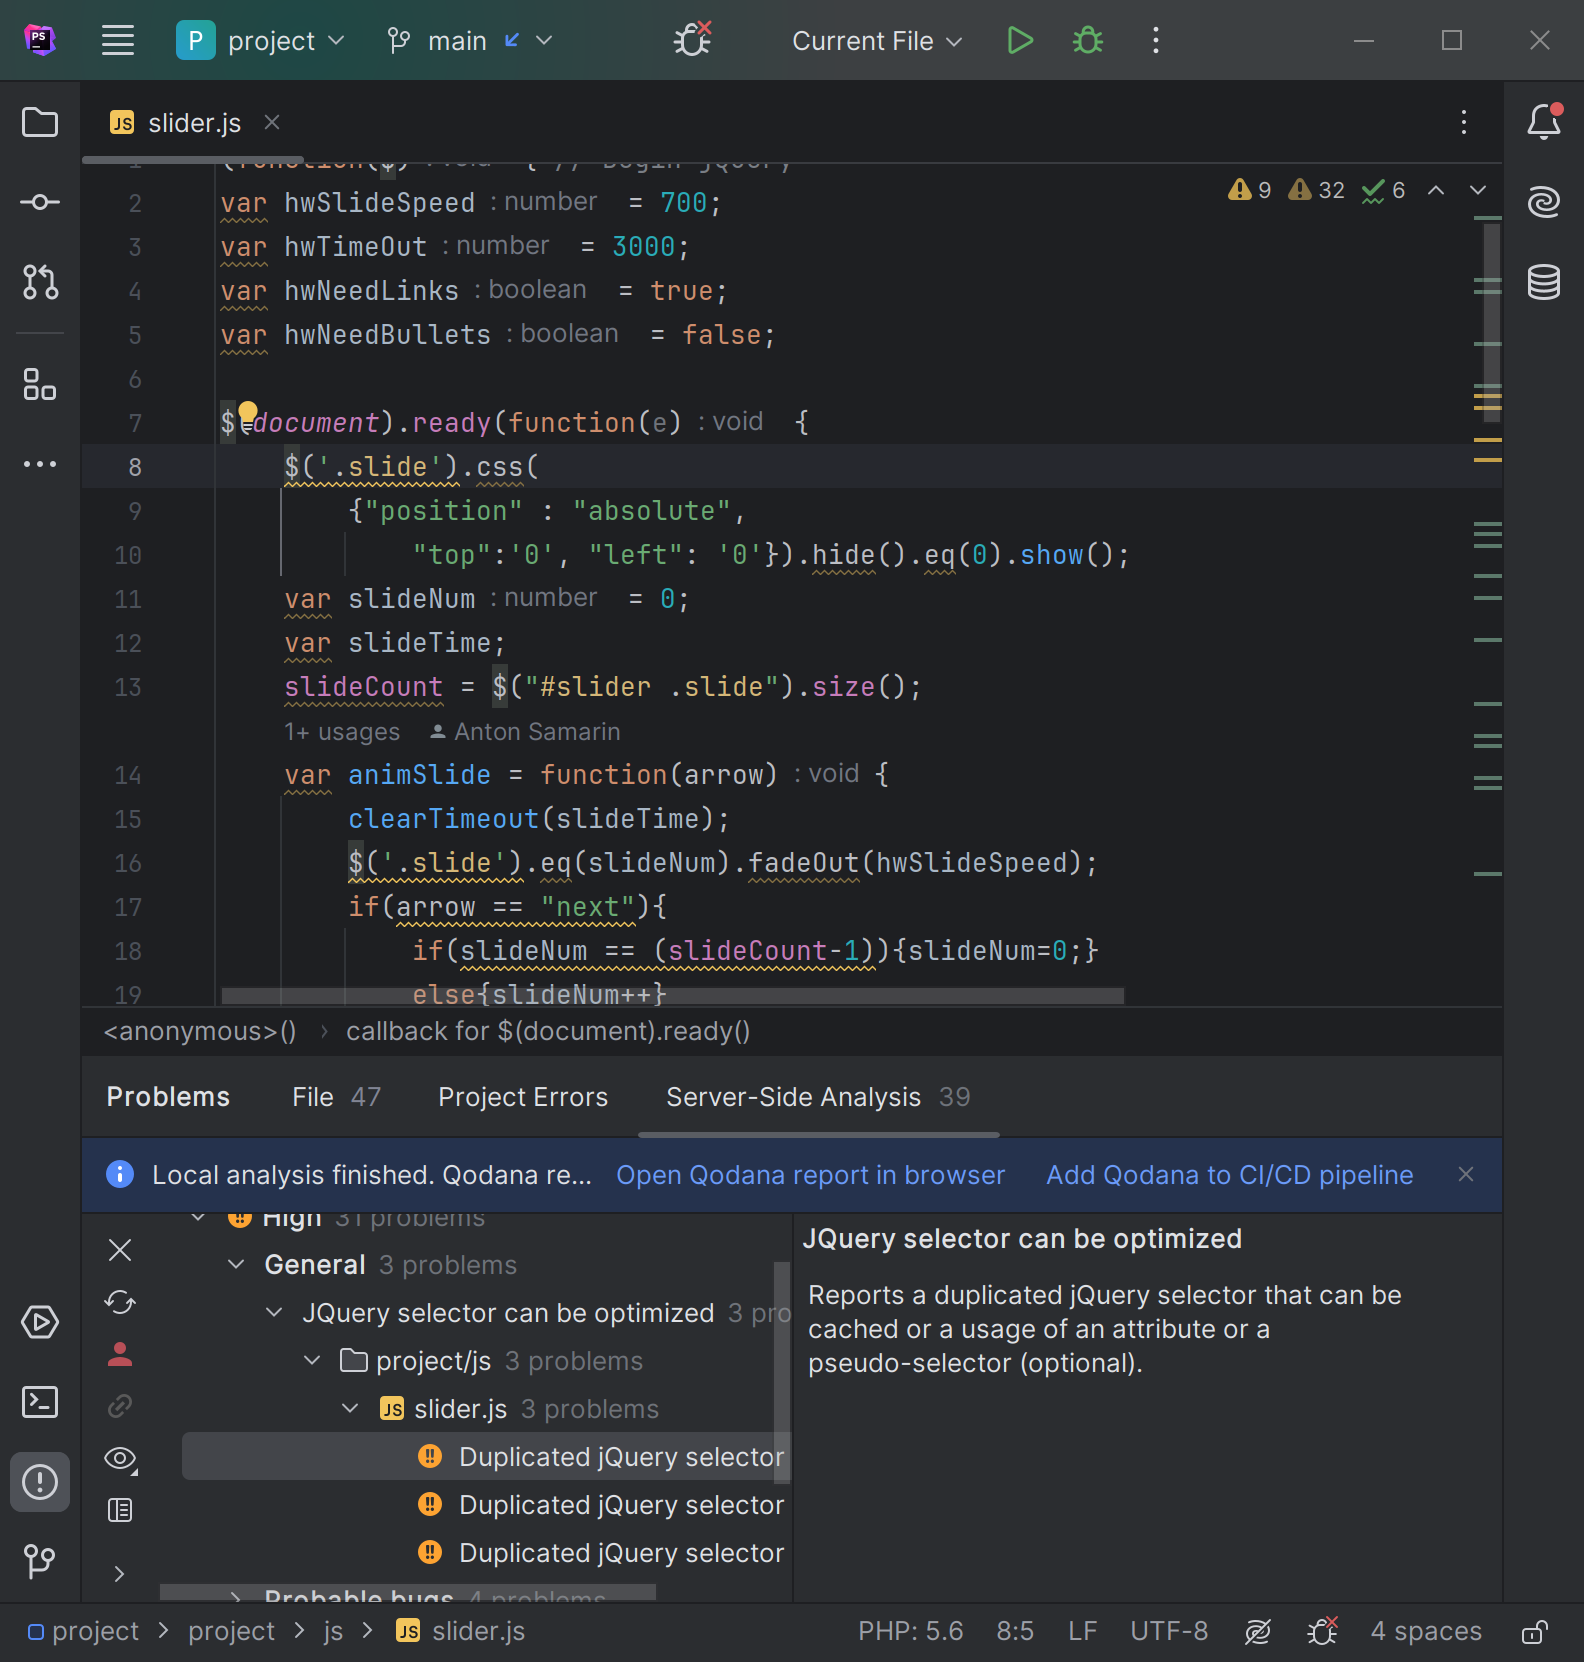 PS
P project
main
Current File
JS slider.js
1 (function($) : void { // Begin jQuery
9 32 6
2 var hwSlideSpeed : number = 700;
3 var hwTimeOut : number = 3000;
4 var hwNeedLinks : boolean = true;
5 var hwNeedBullets : boolean = false;
6
7 $(document).ready(function(e) : void {
8 $('.slide').css(
9 {"position" : "absolute",
10 "top":'0', "left": '0'}).hide().eq(0).show();
11 var slideNum : number = 0;
12 var slideTime;
13 slideCount = $("#slider .slide").size();
1+ usages Anton Samarin
14 var animSlide = function(arrow) : void {
15 clearTimeout(slideTime);
16 $('.slide').eq(slideNum).fadeOut(hwSlideSpeed);
17 if(arrow == "next"){
18 if(slideNum == (slideCount-1)){slideNum=0;}
19 else{slideNum++}
<anonymous>() › callback for $(document).ready()
Problems File 47 Project Errors Server-Side Analysis 39
Local analysis finished. Qodana re... Open Qodana report in browser Add Qodana to CI/CD pipeline
High 31 problems
General 3 problems
JQuery selector can be optimized 3 pro
project/js 3 problems
JS slider.js 3 problems
Duplicated jQuery selector
Duplicated jQuery selector
Duplicated jQuery selector
Probable bugs 4 problems
JQuery selector can be optimized
Reports a duplicated jQuery selector that can be
cached or a usage of an attribute or a
pseudo-selector (optional).
project > project > js > JS slider.js
PHP: 5.6 8:5 LF UTF-8 4 spaces